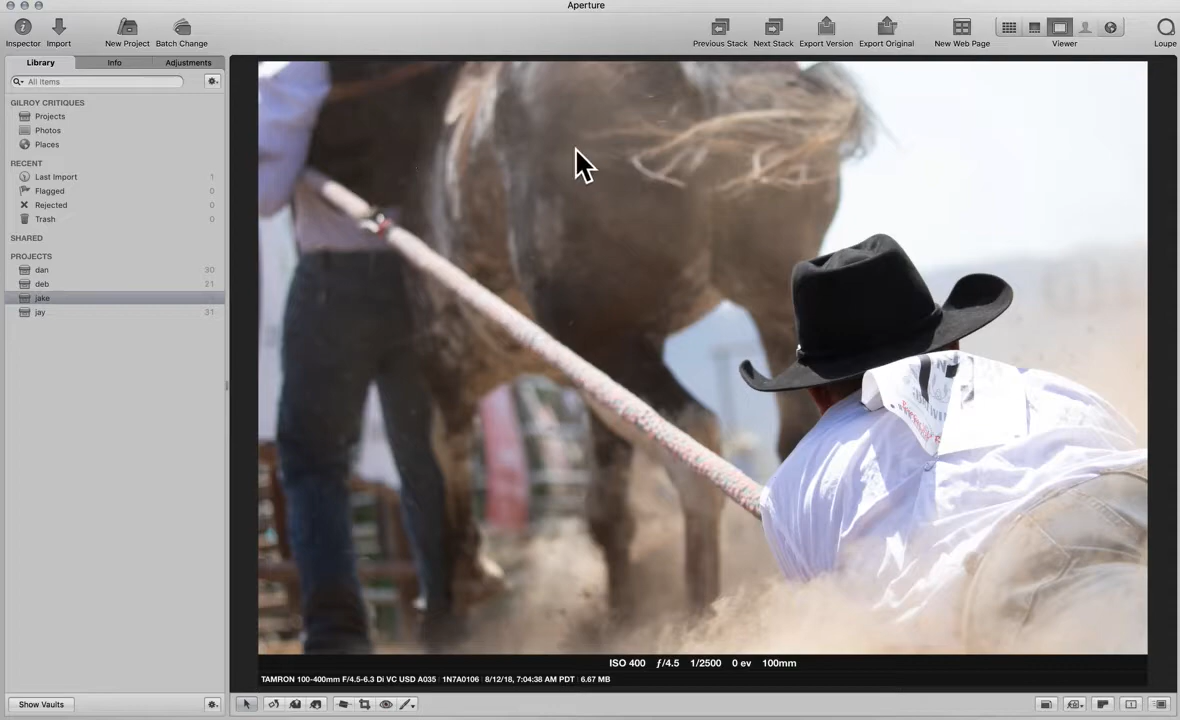 Aperture
Inspector Import New Project Batch Change Previous Stack Next Stack Export Version Export Original New Web Page Viewer Loupe
Library Info Adjustments
All Items
GILROY CRITIQUES
Projects
Photos
Places
RECENT
Last Import 1
Flagged 0
Rejected 0
Trash 0
SHARED
PROJECTS
dan 30
deb 21
jake
jay 31
ISO 400 ƒ/4.5 1/2500 0 ev 100mm
TAMRON 100-400mm F/4.5-6.3 Di VC USD A035 1N7A0106 8/12/18, 7:04:38 AM PDT 6.67 MB
Show Vaults